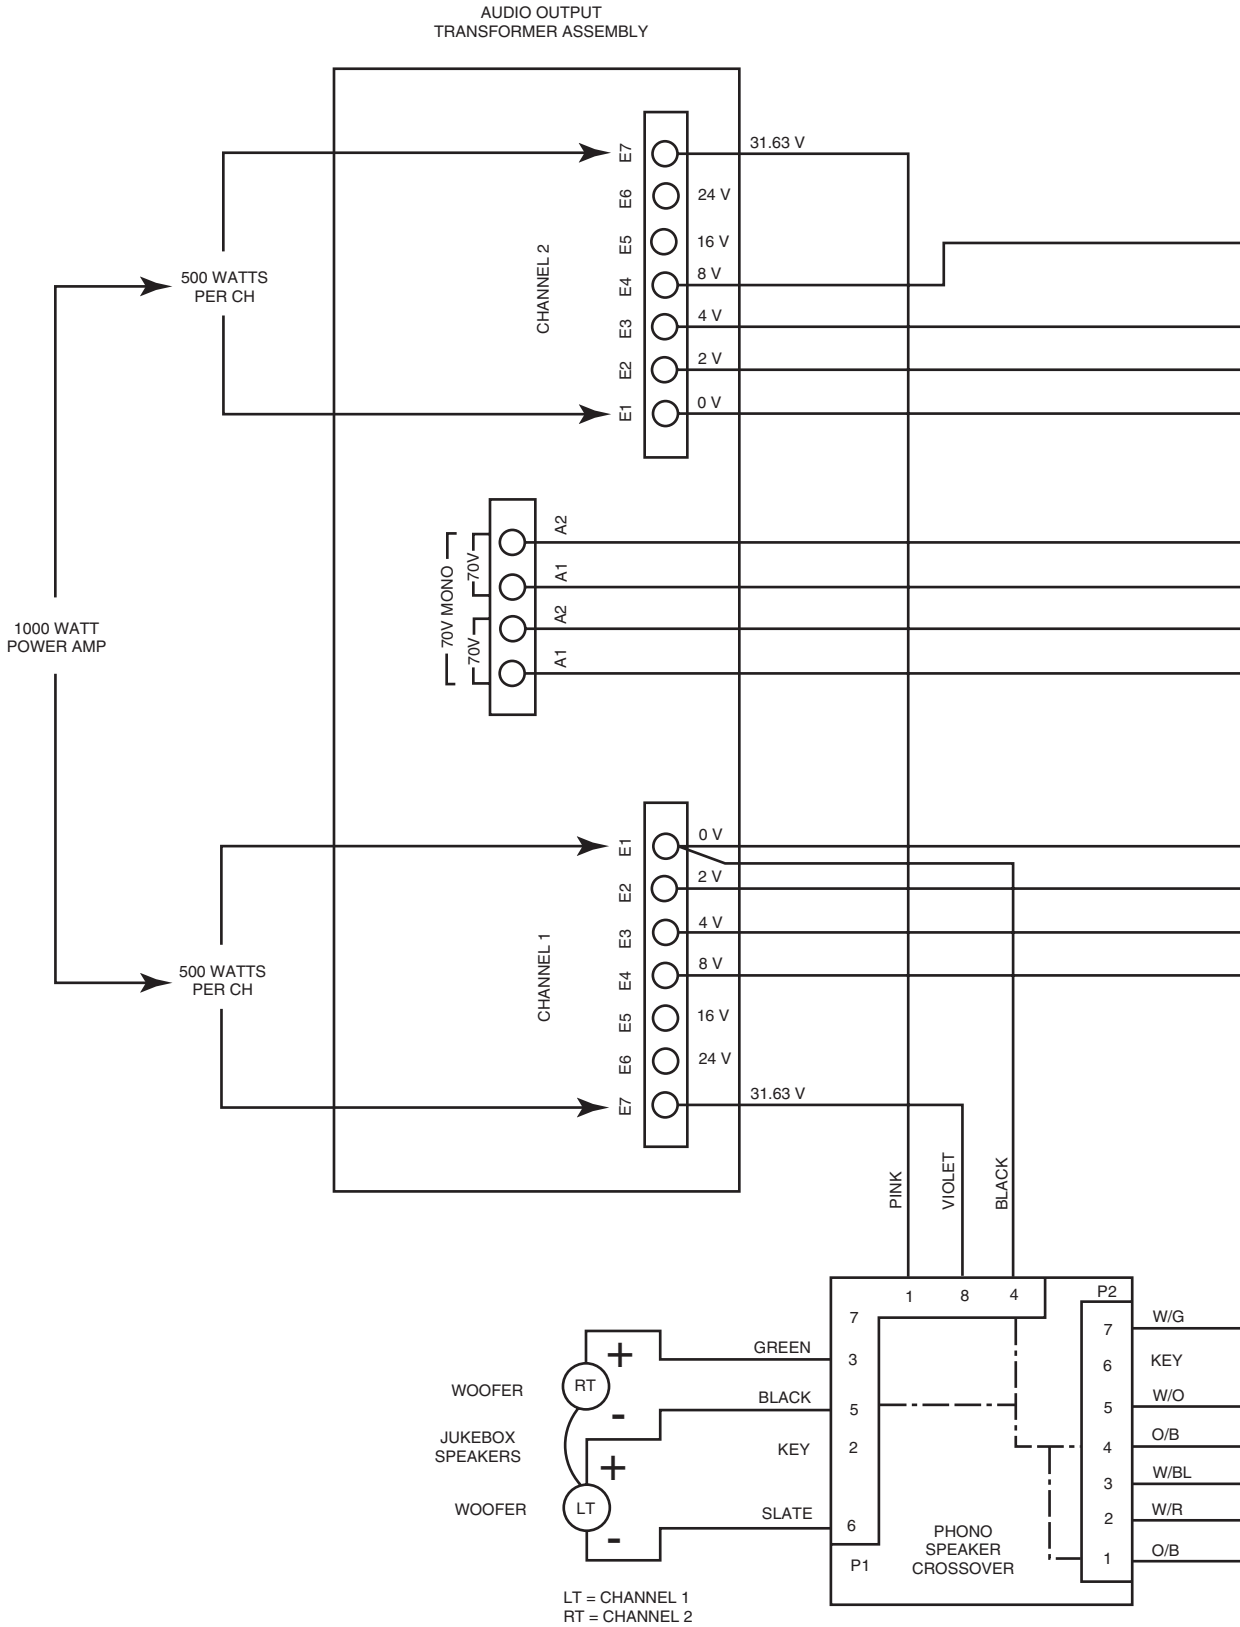 AUDIO OUTPUT
TRANSFORMER ASSEMBLY
E7
31.63 V
E6
24 V
E5
16 V
E4
8 V
E3
4 V
E2
2 V
E1
0 V
CHANNEL 2
500 WATTS
PER CH
A2
A1
A2
A1
70V
70V
70V MONO
1000 WATT
POWER AMP
E1
0 V
E2
2 V
E3
4 V
E4
8 V
E5
16 V
E6
24 V
E7
31.63 V
CHANNEL 1
500 WATTS
PER CH
PINK
VIOLET
BLACK
1
8
4
P2
7
3
5
2
6
P1
GREEN
BLACK
KEY
SLATE
WOOFER
RT
+
-
JUKEBOX
SPEAKERS
WOOFER
LT
+
-
PHONO
SPEAKER
CROSSOVER
7
W/G
6
KEY
5
W/O
4
O/B
3
W/BL
2
W/R
1
O/B
LT = CHANNEL 1
RT = CHANNEL 2